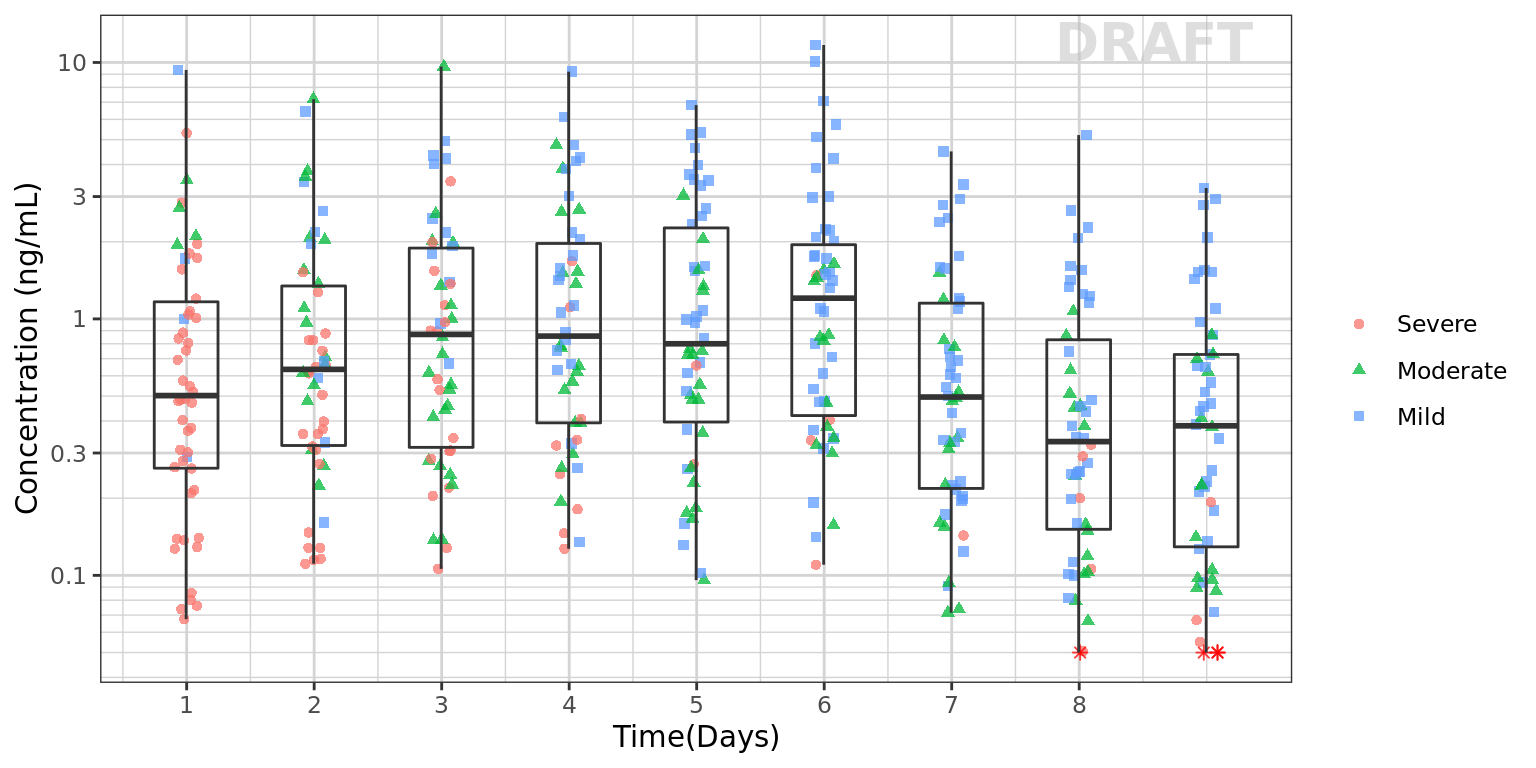 DRAFT
10
3
1
0.3
0.1
Concentration (ng/mL)
1 2 3 4 5 6 7 8
Time(Days)
Severe
Moderate
Mild